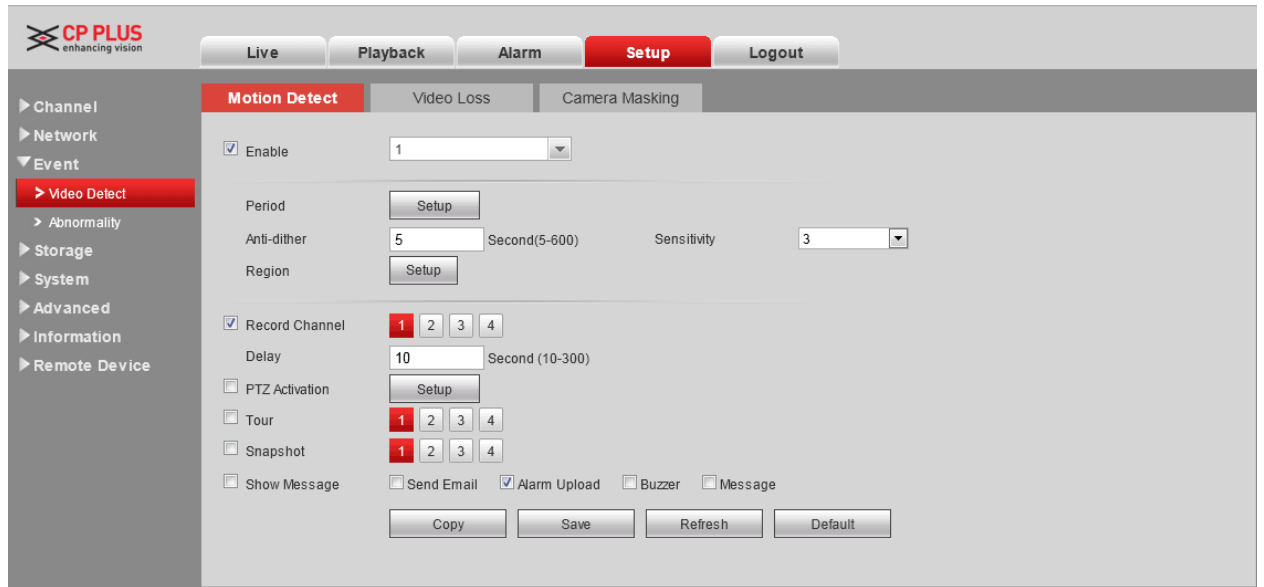 CP PLUS
enhancing vision
Live Playback Alarm Setup Logout
Motion Detect Video Loss Camera Masking
Channel
Network
Event
Video Detect
Abnormality
Storage
System
Advanced
Information
Remote Device
Enable 1
Period Setup
Anti-dither 5 Second(5-600) Sensitivity 3
Region Setup
Record Channel 1 2 3 4
Delay 10 Second (10-300)
PTZ Activation Setup
Tour 1 2 3 4
Snapshot 1 2 3 4
Show Message Send Email Alarm Upload Buzzer Message
Copy Save Refresh Default